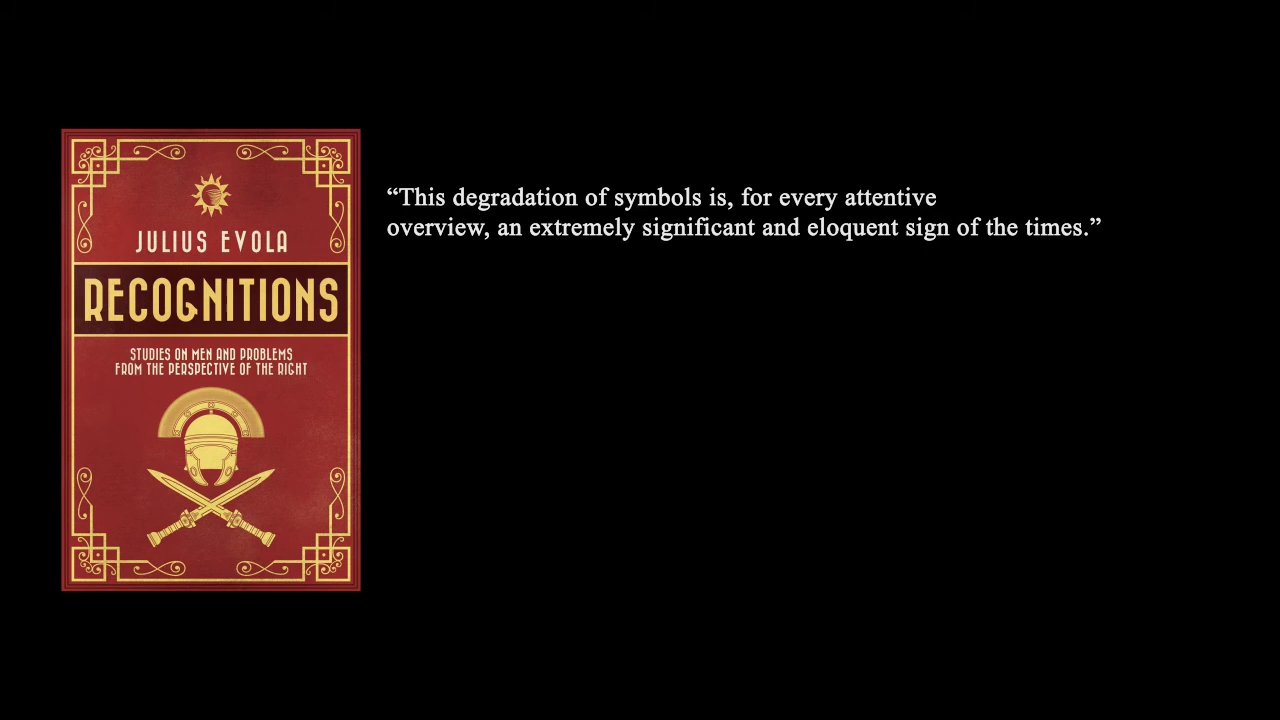 JULIUS EVOLA
RECOGNITIONS
STUDIES ON MEN AND PROBLEMS
FROM THE PERSPECTIVE OF THE RIGHT
“This degradation of symbols is, for every attentive
overview, an extremely significant and eloquent sign of the times.”